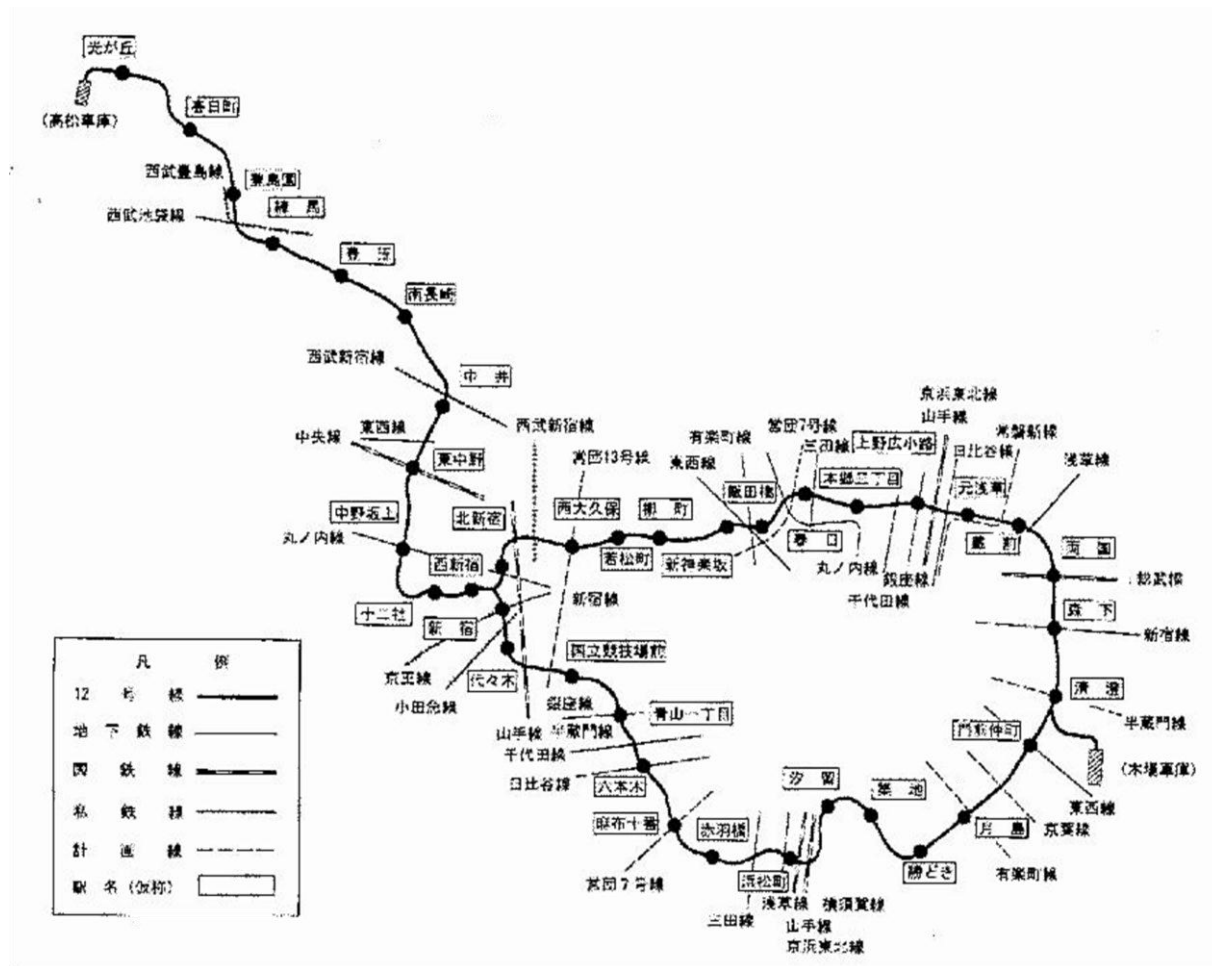 光が丘
(高松車庫)
春日町
西武豊島線
豊島園
練馬
西武池袋線
豊玉
南長崎
西武新宿線
中井
中央線
東西線
東中野
中野坂上
丸ノ内線
北新宿
西新宿
十二社
新宿
京王線
小田急線
代々木
新宿線
西武新宿線
営団13号線
西大久保
若松町
柳町
東西線
有楽町線
飯田橋
新神楽坂
営団7号線
三田線
本郷三丁目
春日
丸ノ内線
上野広小路
銀座線
千代田線
京浜東北線
山手線
日比谷線
常磐新線
元浅草
蔵前
浅草線
両国
総武線
森下
新宿線
清澄
半蔵門線
(木場車庫)
門前仲町
東西線
京葉線
月島
有楽町線
勝どき
築地
汐留
浜松町
三田線
浅草線
横須賀線
山手線
京浜東北線
赤羽橋
麻布十番
営団7号線
六本木
日比谷線
千代田線
青山一丁目
半蔵門線
銀座線
山手線
国立競技場前
凡例
12号線
地下鉄線
国鉄線
私鉄線
計画線
駅名(仮称)